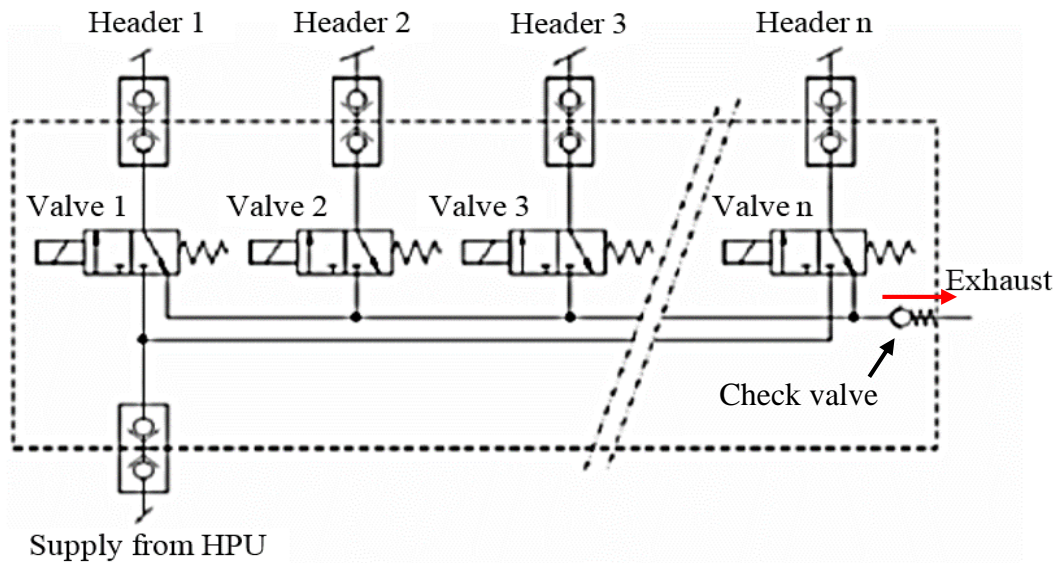 Header 1
Header 2
Header 3
Header n
Valve 1
Valve 2
Valve 3
Valve n
Exhaust
Check valve
Supply from HPU